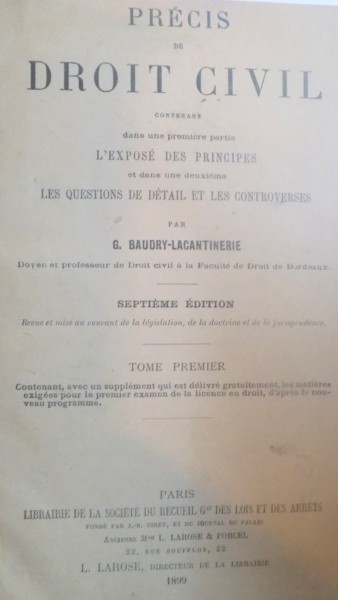 PRÉCIS
DE
DROIT CIVIL
CONTENANT
dans une première partie
L'EXPOSÉ DES PRINCIPES
et dans une deuxième
LES QUESTIONS DE DÉTAIL ET LES CONTROVERSES
PAR
G. BAUDRY-LACANTINERIE
Doyen et professeur de Droit civil à la Faculté de Droit de Bordeaux.
SEPTIÈME ÉDITION
Revue et mise au courant de la législation, de la doctrine et de la jurisprudence.
TOME PREMIER
Contenant, avec un supplément qui est délivré gratuitement, les matières
exigées pour le premier examen de la licence en droit, d'après le nou-
veau programme.
PARIS
LIBRAIRIE DE LA SOCIÉTÉ DU RECUEIL Gal DES LOIS ET DES ARRÊTS
FONDÉ PAR J.-B. SIREY, ET DU JOURNAL DU PALAIS
Ancienne Mon L. LAROSE & FORCEL
22, RUE SOUFFLOT, 22
L. LAROSE, DIRECTEUR DE LA LIBRAIRIE
1899